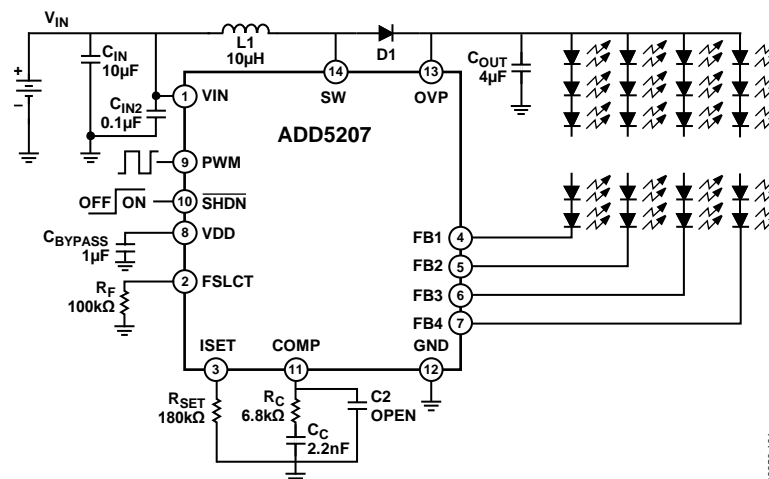 VIN
CIN
10µF
L1
10µH
D1
COUT
4µF
14
13
SW
OVP
+
–
CIN2
0.1µF
1
VIN
ADD5207
9
PWM
OFF
ON
10
SHDN
CBYPASS
1µF
8
VDD
FB1
4
FB2
5
RF
100kΩ
2
FSLCT
FB3
6
FB4
7
ISET
COMP
GND
3
11
12
RSET
180kΩ
RC
6.8kΩ
C2
OPEN
CC
2.2nF